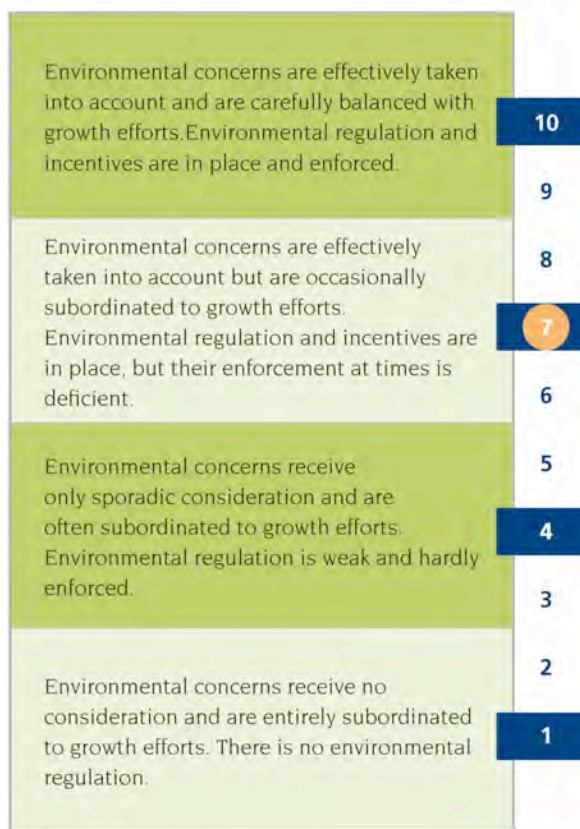 Environmental concerns are effectively taken
into account and are carefully balanced with
growth efforts.Environmental regulation and
incentives are in place and enforced.
10
9
Environmental concerns are effectively
taken into account but are occasionally
subordinated to growth efforts.
Environmental regulation and incentives are
in place, but their enforcement at times is
deficient.
8
7
6
Environmental concerns receive
only sporadic consideration and are
often subordinated to growth efforts.
Environmental regulation is weak and hardly
enforced.
5
4
3
Environmental concerns receive no
consideration and are entirely subordinated
to growth efforts. There is no environmental
regulation.
2
1